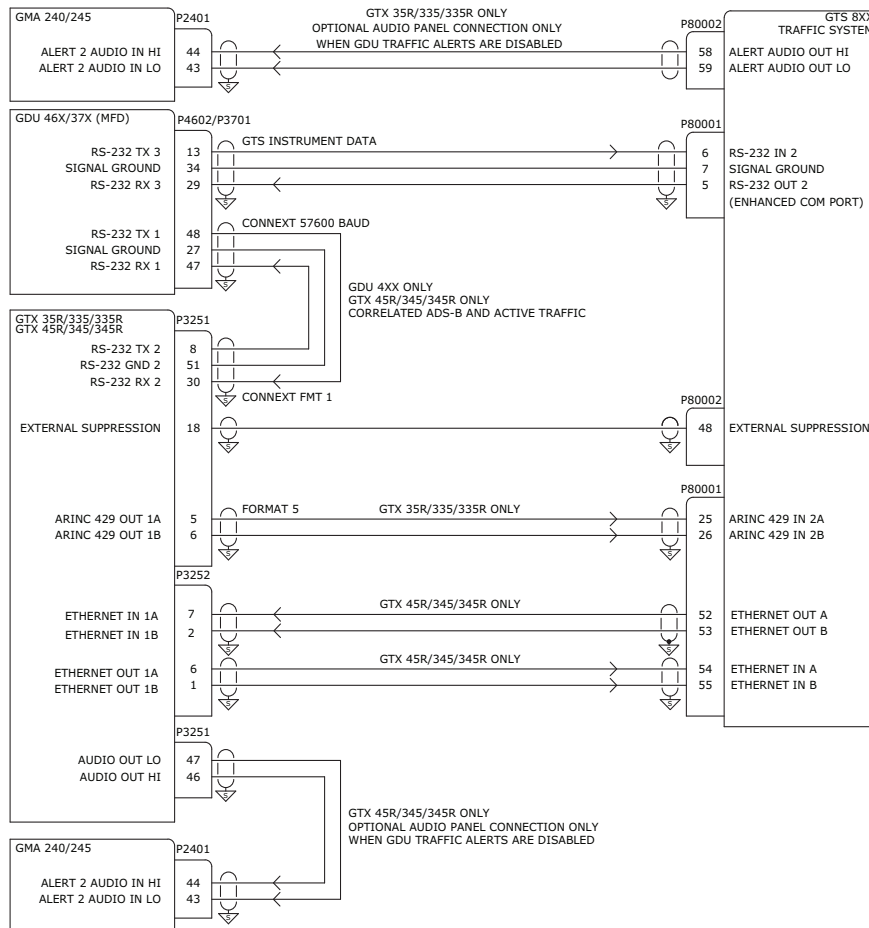 GMA 240/245
P2401
GTX 35R/335/335R ONLY
OPTIONAL AUDIO PANEL CONNECTION ONLY
WHEN GDU TRAFFIC ALERTS ARE DISABLED
P80002
GTS 8XX
TRAFFIC SYSTEM
ALERT 2 AUDIO IN HI 44 58 ALERT AUDIO OUT HI
ALERT 2 AUDIO IN LO 43 59 ALERT AUDIO OUT LO
S S
GDU 46X/37X (MFD)
P4602/P3701
P80001
GTS INSTRUMENT DATA
RS-232 TX 3 13 6 RS-232 IN 2
SIGNAL GROUND 34 7 SIGNAL GROUND
RS-232 RX 3 29 5 RS-232 OUT 2
(ENHANCED COM PORT)
S S
CONNEXT 57600 BAUD
RS-232 TX 1 48
SIGNAL GROUND 27
RS-232 RX 1 47
S
GDU 4XX ONLY
GTX 45R/345/345R ONLY
CORRELATED ADS-B AND ACTIVE TRAFFIC
GTX 35R/335/335R
GTX 45R/345/345R
P3251
RS-232 TX 2 8
RS-232 GND 2 51
RS-232 RX 2 30
S
CONNEXT FMT 1
P80002
EXTERNAL SUPPRESSION 18 48 EXTERNAL SUPPRESSION
S S
P80001
FORMAT 5
GTX 35R/335/335R ONLY
ARINC 429 OUT 1A 5 25 ARINC 429 IN 2A
ARINC 429 OUT 1B 6 26 ARINC 429 IN 2B
S S
P3252
GTX 45R/345/345R ONLY
ETHERNET IN 1A 7 52 ETHERNET OUT A
ETHERNET IN 1B 2 53 ETHERNET OUT B
S S
GTX 45R/345/345R ONLY
ETHERNET OUT 1A 6 54 ETHERNET IN A
ETHERNET OUT 1B 1 55 ETHERNET IN B
S S
P3251
AUDIO OUT LO 47
AUDIO OUT HI 46
S
GTX 45R/345/345R ONLY
OPTIONAL AUDIO PANEL CONNECTION ONLY
WHEN GDU TRAFFIC ALERTS ARE DISABLED
GMA 240/245
P2401
ALERT 2 AUDIO IN HI 44
ALERT 2 AUDIO IN LO 43
S